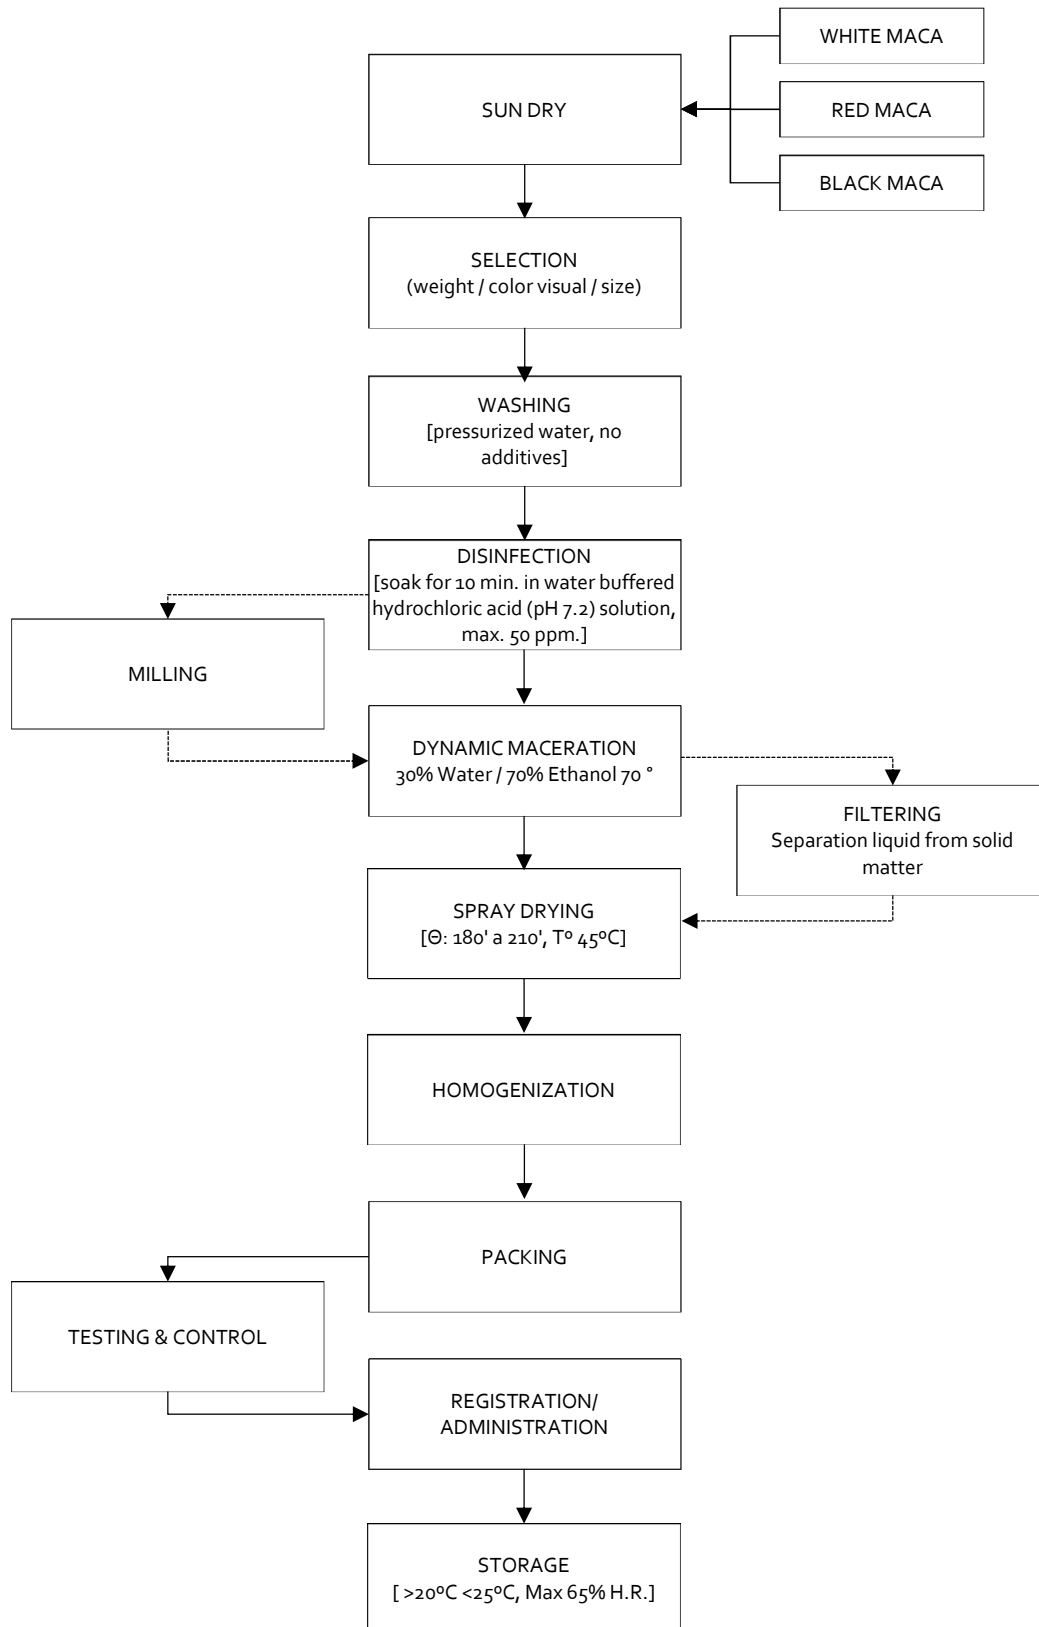 WHITE MACA
SUN DRY
RED MACA
BLACK MACA
SELECTION
(weight / color visual / size)
WASHING
[pressurized water, no
additives]
DISINFECTION
[soak for 10 min. in water buffered
hydrochloric acid (pH 7.2) solution,
max. 50 ppm.]
MILLING
DYNAMIC MACERATION
30% Water / 70% Ethanol 70 °
FILTERING
Separation liquid from solid
matter
SPRAY DRYING
[Θ: 180' a 210', Tº 45ºC]
HOMOGENIZATION
PACKING
TESTING & CONTROL
REGISTRATION/
ADMINISTRATION
STORAGE
[ >20ºC <25ºC, Max 65% H.R.]